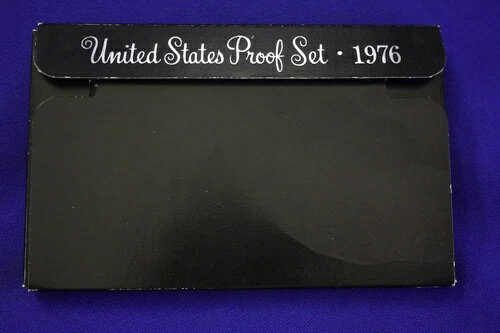 United States Proof Set · 1976